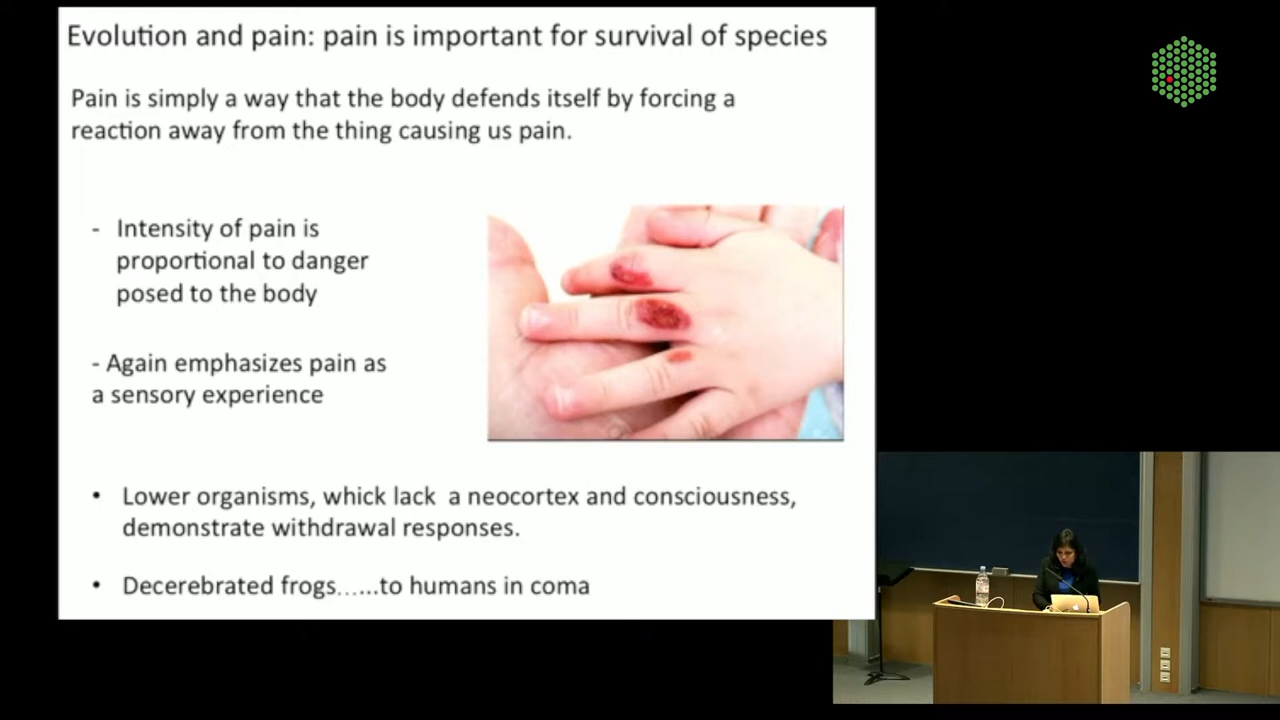 Evolution and pain: pain is important for survival of species
Pain is simply a way that the body defends itself by forcing a
reaction away from the thing causing us pain.
- Intensity of pain is
proportional to danger
posed to the body
- Again emphasizes pain as
a sensory experience
• Lower organisms, whick lack a neocortex and consciousness,
demonstrate withdrawal responses.
• Decerebrated frogs......to humans in coma